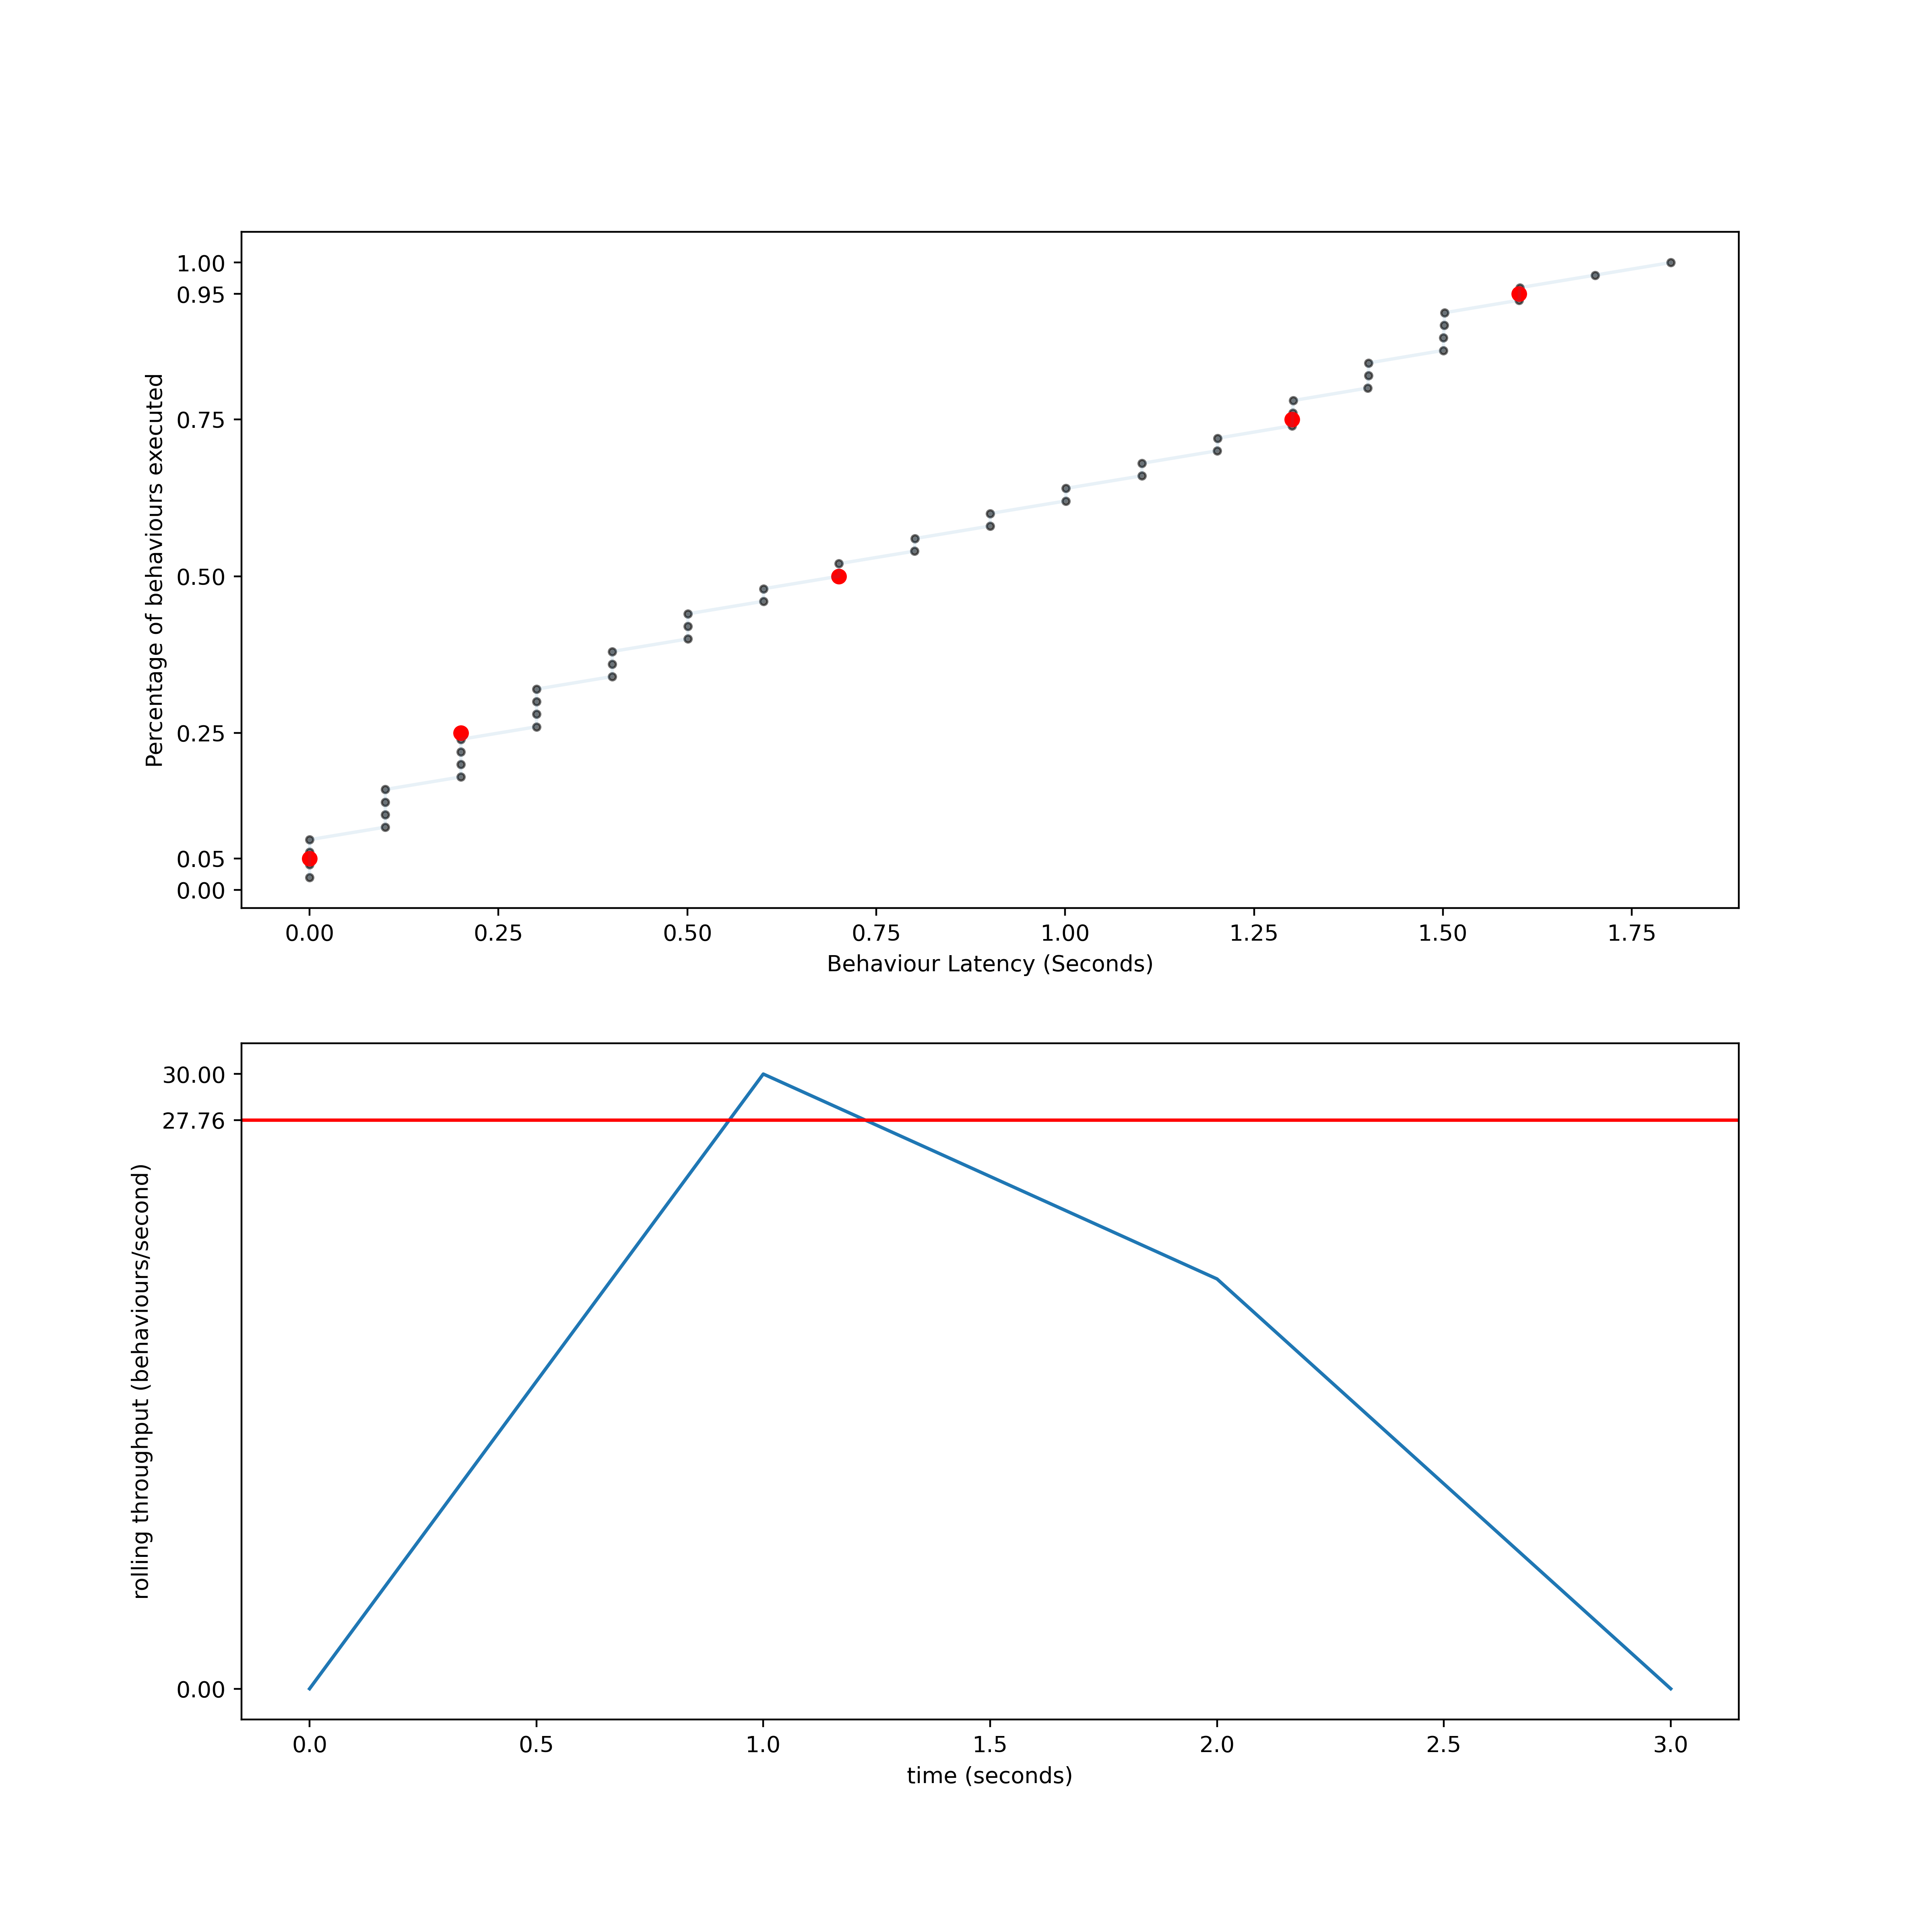 1.00
0.95
0.75
0.50
0.25
0.05
0.00
Percentage of behaviours executed
0.00 0.25 0.50 0.75 1.00 1.25 1.50 1.75
Behaviour Latency (Seconds)
30.00
27.76
0.00
rolling throughput (behaviours/second)
0.0 0.5 1.0 1.5 2.0 2.5 3.0
time (seconds)